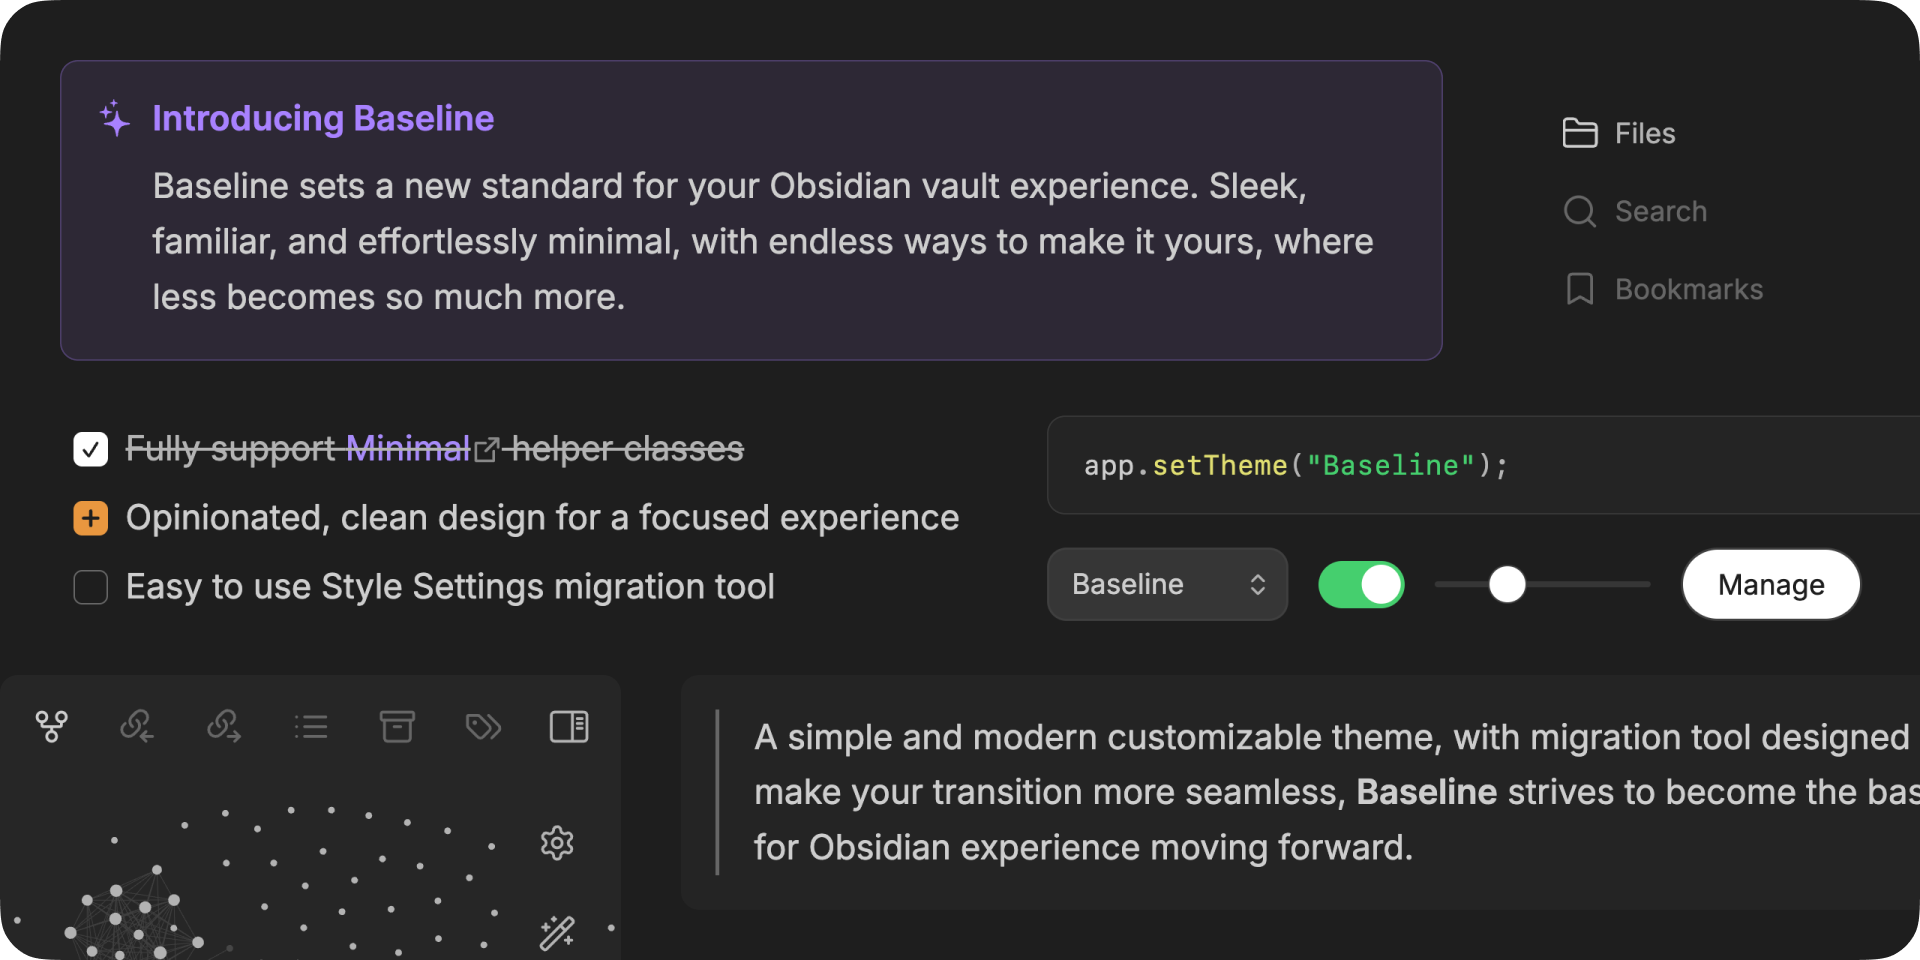 Introducing Baseline
Baseline sets a new standard for your Obsidian vault experience. Sleek,
familiar, and effortlessly minimal, with endless ways to make it yours, where
less becomes so much more.
Files
Search
Bookmarks
Fully support Minimal helper classes
Opinionated, clean design for a focused experience
Easy to use Style Settings migration tool
app.setTheme("Baseline");
Baseline
Manage
A simple and modern customizable theme, with migration tool designed
make your transition more seamless, Baseline strives to become the bas
for Obsidian experience moving forward.